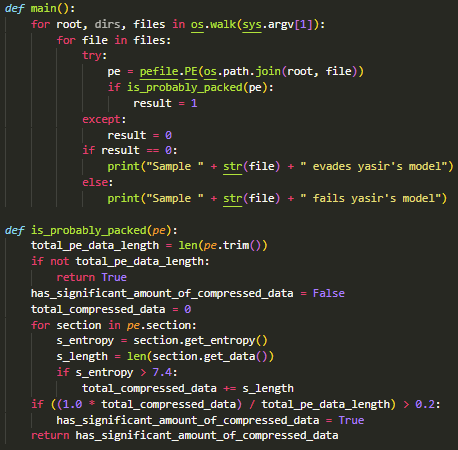 def main():
    for root, dirs, files in os.walk(sys.argv[1]):
        for file in files:
            try:
                pe = pefile.PE(os.path.join(root, file))
                if is_probably_packed(pe):
                    result = 1
            except:
                result = 0
            if result == 0:
                print("Sample " + str(file) + " evades yasir's model")
            else:
                print("Sample " + str(file) + " fails yasir's model")

def is_probably_packed(pe):
    total_pe_data_length = len(pe.trim())
    if not total_pe_data_length:
        return True
    has_significant_amount_of_compressed_data = False
    total_compressed_data = 0
    for section in pe.section:
        s_entropy = section.get_entropy()
        s_length = len(section.get_data())
        if s_entropy > 7.4:
            total_compressed_data += s_length
    if ((1.0 * total_compressed_data) / total_pe_data_length) > 0.2:
        has_significant_amount_of_compressed_data = True
    return has_significant_amount_of_compressed_data